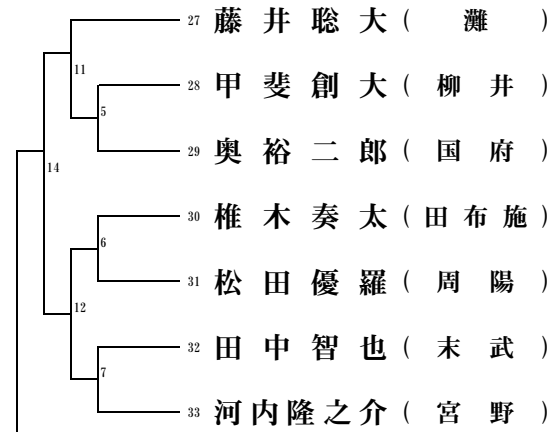 27 藤井聡大（灘）
11
28 甲斐創大（柳井）
5
29 奥裕二郎（国府）
14
30 椎木奏太（田布施）
6
31 松田優羅（周陽）
12
32 田中智也（末武）
7
33 河内隆之介（宮野）